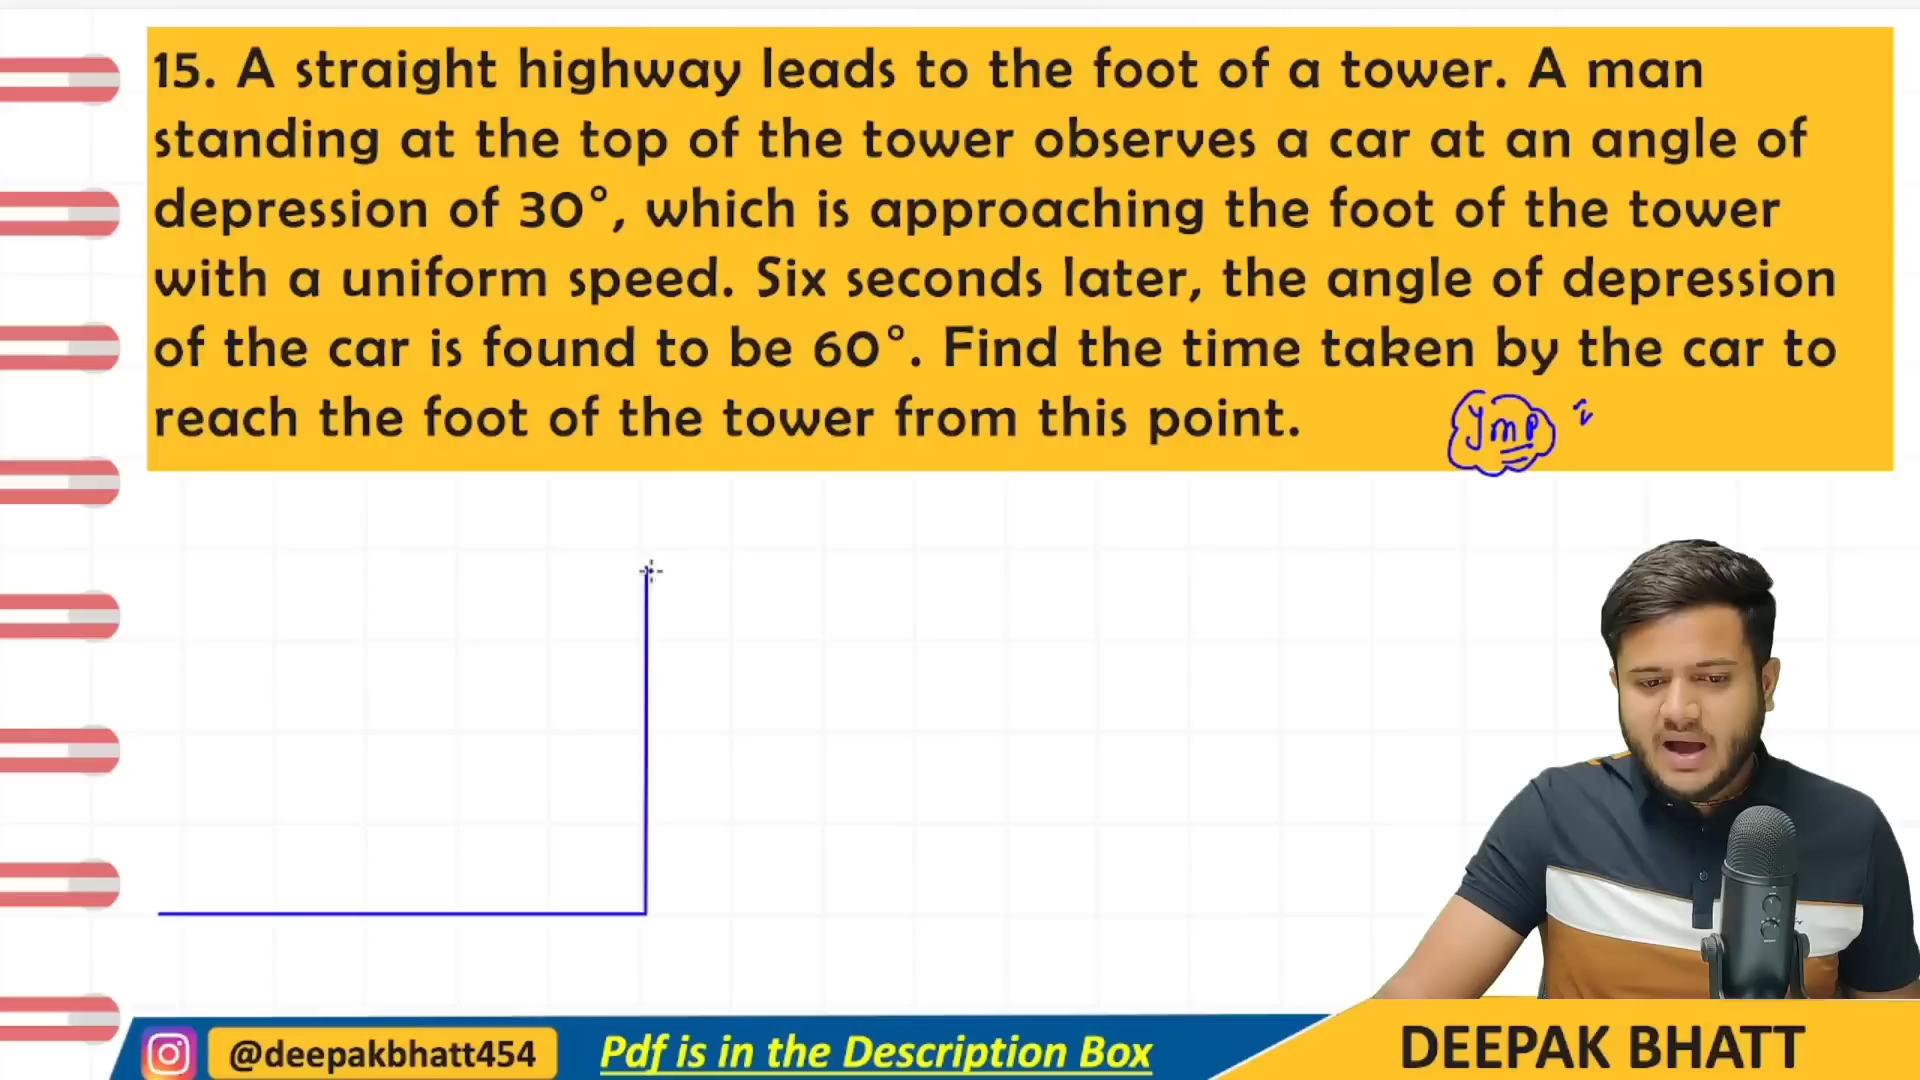 15. A straight highway leads to the foot of a tower. A man
standing at the top of the tower observes a car at an angle of
depression of 30°, which is approaching the foot of the tower
with a uniform speed. Six seconds later, the angle of depression
of the car is found to be 60°. Find the time taken by the car to
reach the foot of the tower from this point.
Imp
@deepakbhatt454
Pdf is in the Description Box
DEEPAK BHATT